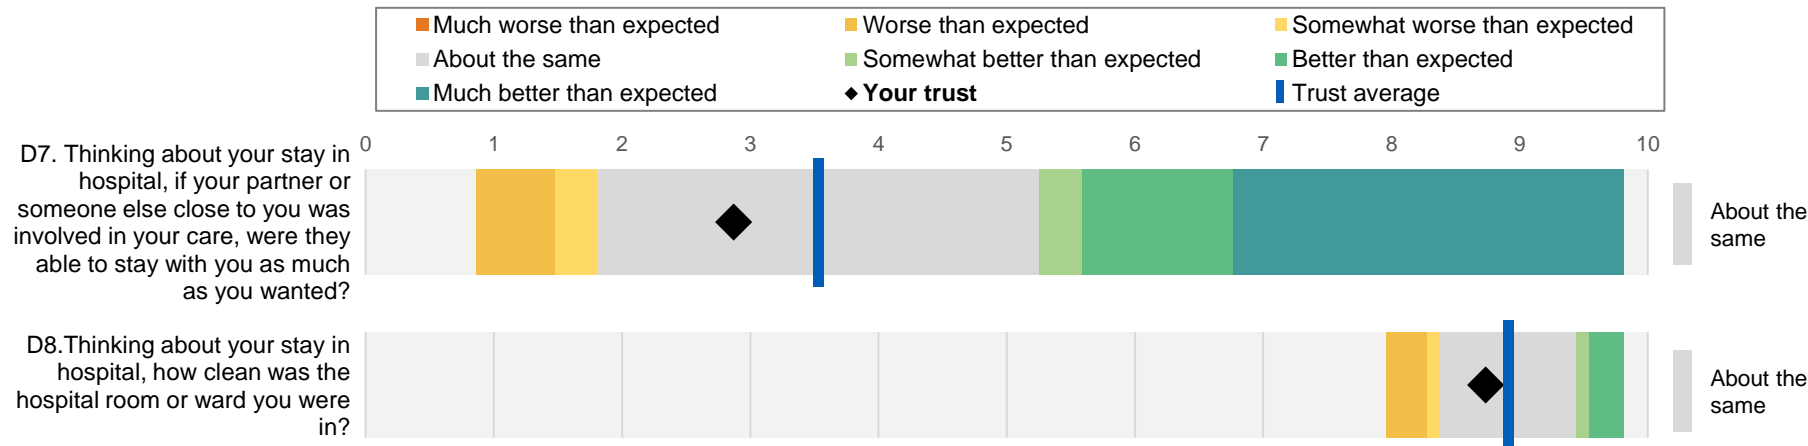 Much worse than expected
Worse than expected
Somewhat worse than expected
About the same
Somewhat better than expected
Better than expected
Much better than expected
Your trust
Trust average
0 1 2 3 4 5 6 7 8 9 10
D7. Thinking about your stay in
hospital, if your partner or
someone else close to you was
involved in your care, were they
able to stay with you as much
as you wanted?
About the
same
D8.Thinking about your stay in
hospital, how clean was the
hospital room or ward you were
in?
About the
same